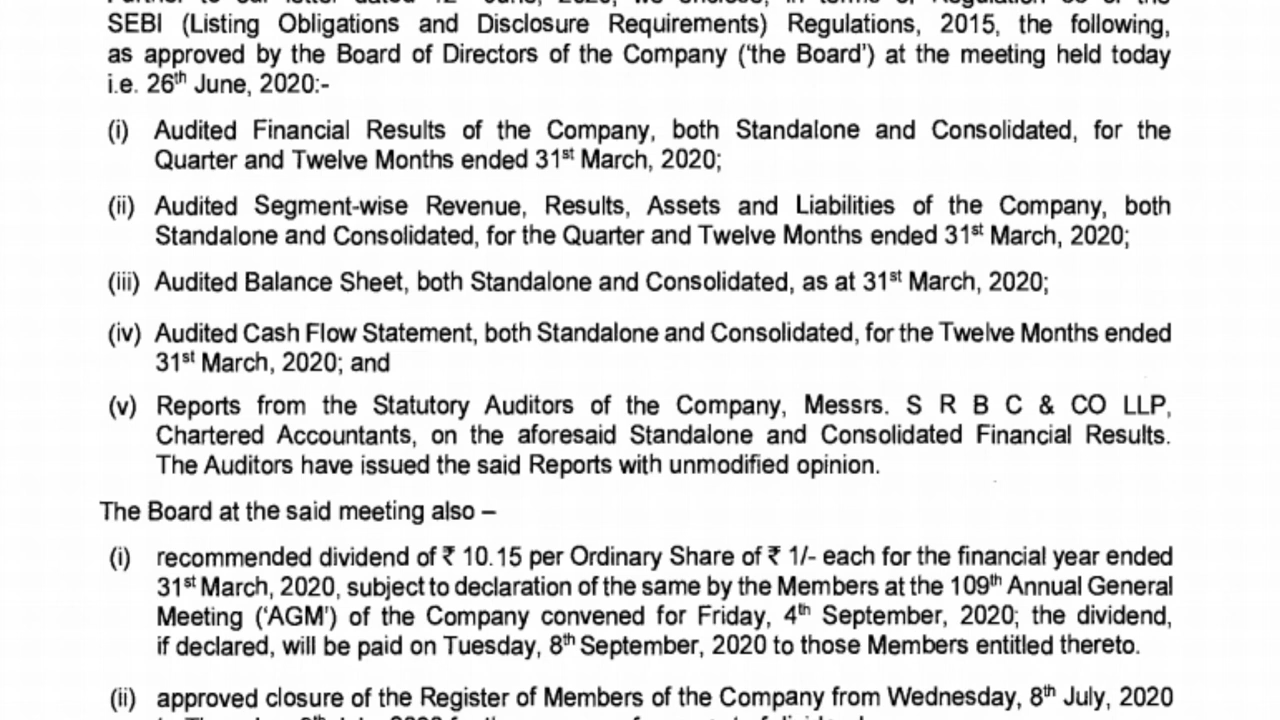 SEBI (Listing Obligations and Disclosure Requirements) Regulations, 2015, the following,
as approved by the Board of Directors of the Company ('the Board') at the meeting held today
i.e. 26th June, 2020:-
(i) Audited Financial Results of the Company, both Standalone and Consolidated, for the
Quarter and Twelve Months ended 31st March, 2020;
(ii) Audited Segment-wise Revenue, Results, Assets and Liabilities of the Company, both
Standalone and Consolidated, for the Quarter and Twelve Months ended 31st March, 2020;
(iii) Audited Balance Sheet, both Standalone and Consolidated, as at 31st March, 2020;
(iv) Audited Cash Flow Statement, both Standalone and Consolidated, for the Twelve Months ended
31st March, 2020; and
(v) Reports from the Statutory Auditors of the Company, Messrs. S R B C & CO LLP,
Chartered Accountants, on the aforesaid Standalone and Consolidated Financial Results.
The Auditors have issued the said Reports with unmodified opinion.
The Board at the said meeting also –
(i) recommended dividend of ₹ 10.15 per Ordinary Share of ₹ 1/- each for the financial year ended
31st March, 2020, subject to declaration of the same by the Members at the 109th Annual General
Meeting ('AGM') of the Company convened for Friday, 4th September, 2020; the dividend,
if declared, will be paid on Tuesday, 8th September, 2020 to those Members entitled thereto.
(ii) approved closure of the Register of Members of the Company from Wednesday, 8th July, 2020